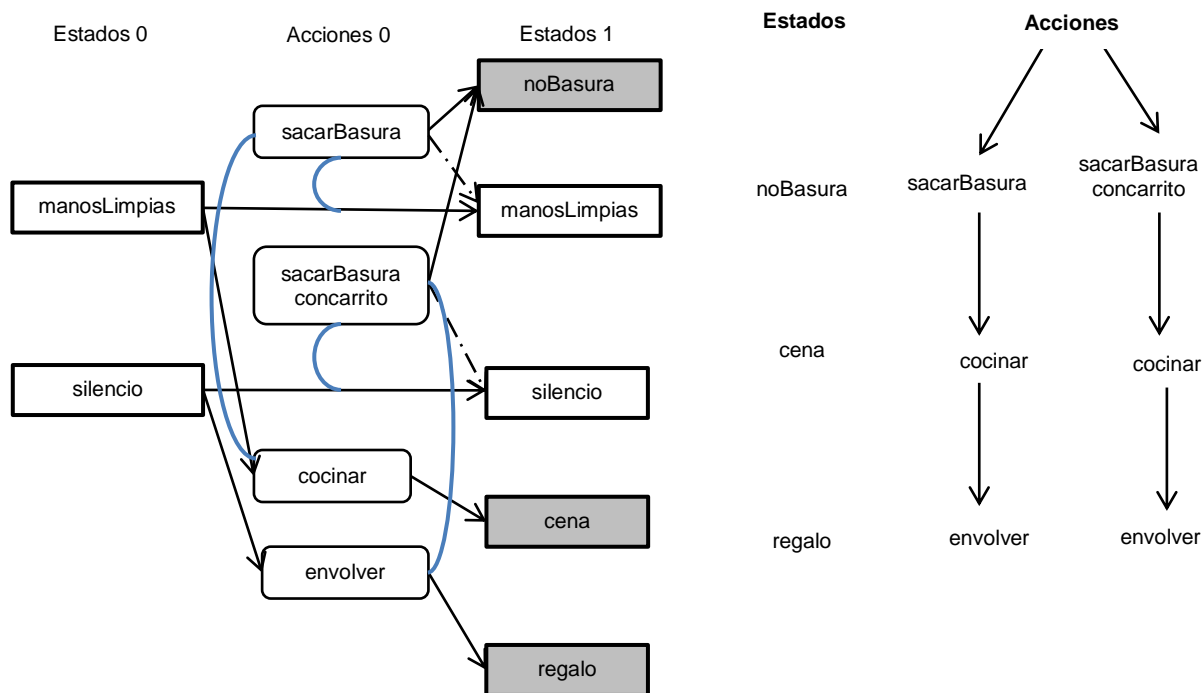 Estados 0
Acciones 0
Estados 1
noBasura
sacarBasura
manosLimpias
manosLimpias
sacarBasura
concarrito
silencio
silencio
cocinar
cena
envolver
regalo
Estados
Acciones
noBasura
sacarBasura
sacarBasura
concarrito
cena
cocinar
cocinar
regalo
envolver
envolver